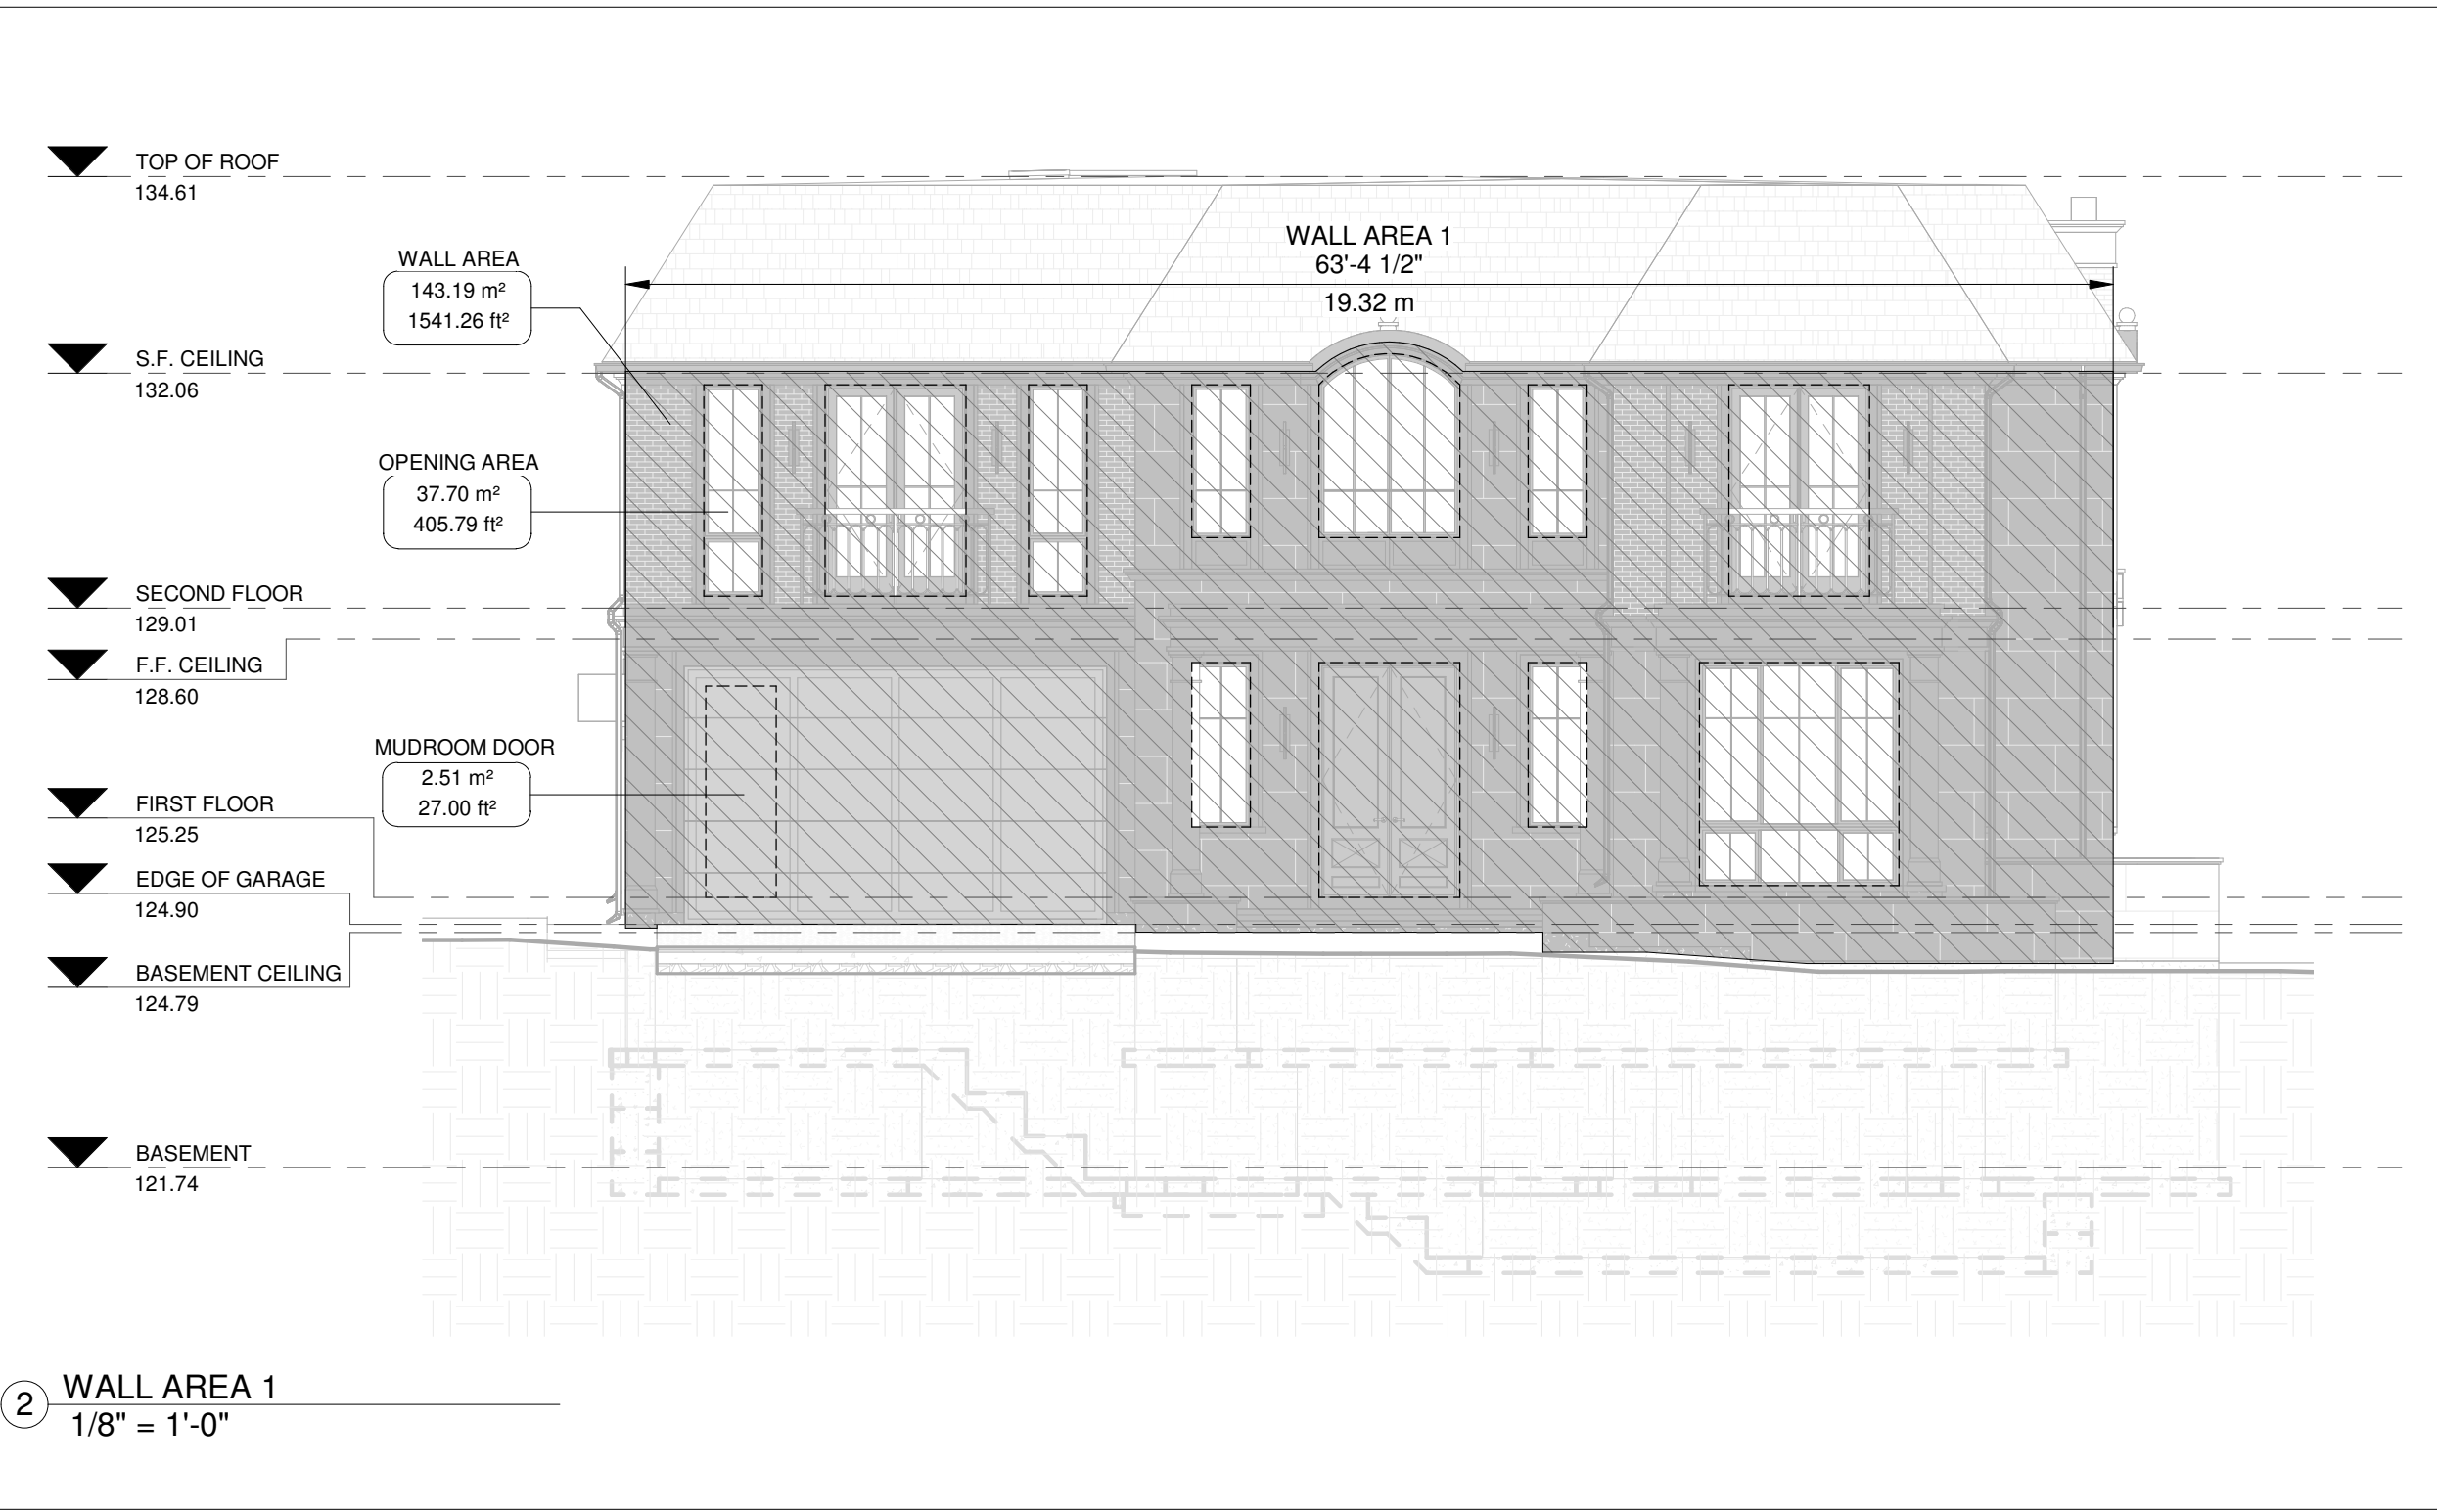 TOP OF ROOF
134.61
WALL AREA 1
63'-4 1/2"
19.32 m
WALL AREA
143.19 m²
1541.26 ft²
S.F. CEILING
132.06
OPENING AREA
37.70 m²
405.79 ft²
SECOND FLOOR
129.01
F.F. CEILING
128.60
MUDROOM DOOR
2.51 m²
27.00 ft²
FIRST FLOOR
125.25
EDGE OF GARAGE
124.90
BASEMENT CEILING
124.79
BASEMENT
121.74
2
WALL AREA 1
1/8" = 1'-0"